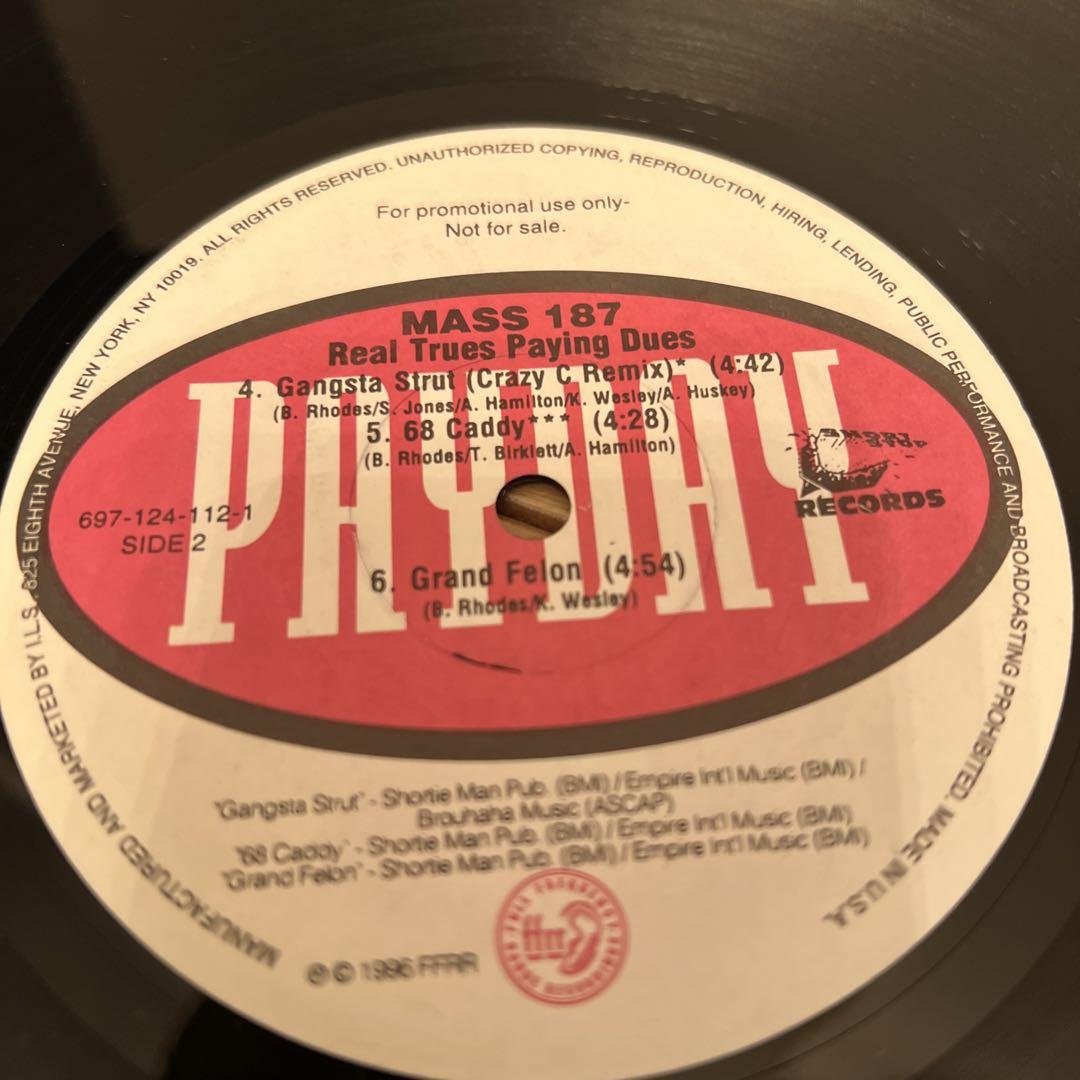 MANUFACTURED AND MARKETED BY I.L.S. 825 EIGHTH AVENUE, NEW YORK, NY 10019. ALL RIGHTS RESERVED. UNAUTHORIZED COPYING, REPRODUCTION, HIRING, LENDING, PUBLIC PERFORMANCE AND BROADCASTING PROHIBITED. MADE IN U.S.A.
For promotional use only-
Not for sale.
MASS 187
Real Trues Paying Dues
4. Gangsta Strut (Crazy C Remix)* (4:42)
(B. Rhodes/S. Jones/A. Hamilton/K. Wesley/A. Huskey)
5. 68 Caddy*** (4:28)
(B. Rhodes/T. Birklett/A. Hamilton)
PAYDAY
RECORDS
697-124-112-1
SIDE 2
6. Grand Felon (4:54)
(B. Rhodes/K. Wesley)
"Gangsta Strut" - Shortie Man Pub. (BMI) / Empire Int'l Music (BMI) /
Brouhaha Music (ASCAP)
"68 Caddy" - Shortie Man Pub. (BMI) / Empire Int'l Music (BMI)
"Grand Felon" - Shortie Man Pub. (BMI) / Empire Int'l Music (BMI)
ffrr
℗ © 1996 FFRR